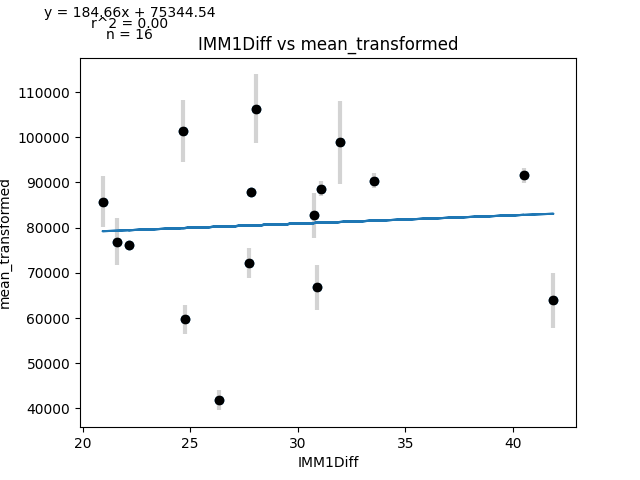 y = 184.66x + 75344.54
r^2 = 0.00
n = 16
IMM1Diff vs mean_transformed
mean_transformed
110000
100000
90000
80000
70000
60000
50000
40000
20
25
30
35
40
IMM1Diff